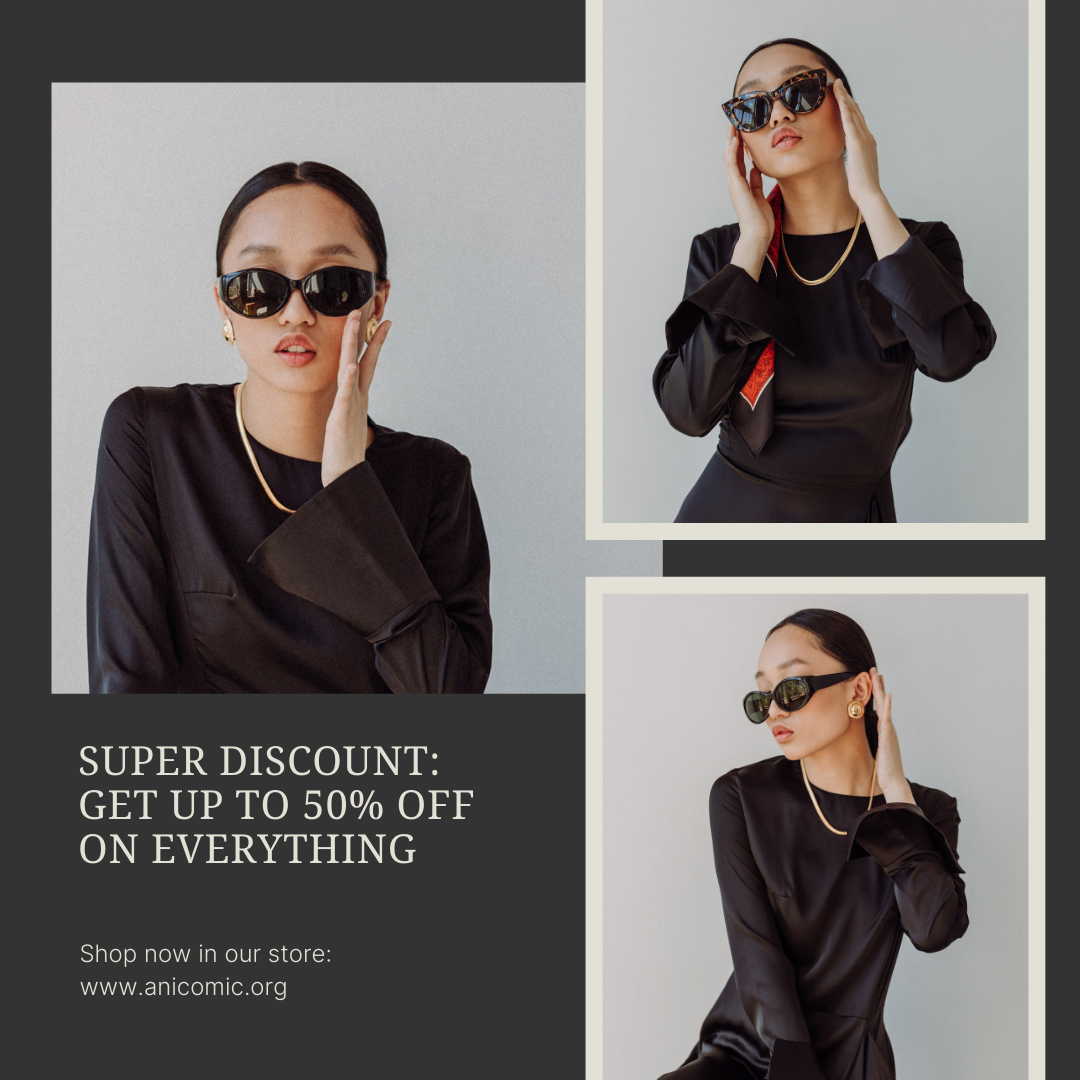 SUPER DISCOUNT:
GET UP TO 50% OFF
ON EVERYTHING
Shop now in our store:
www.anicomic.org